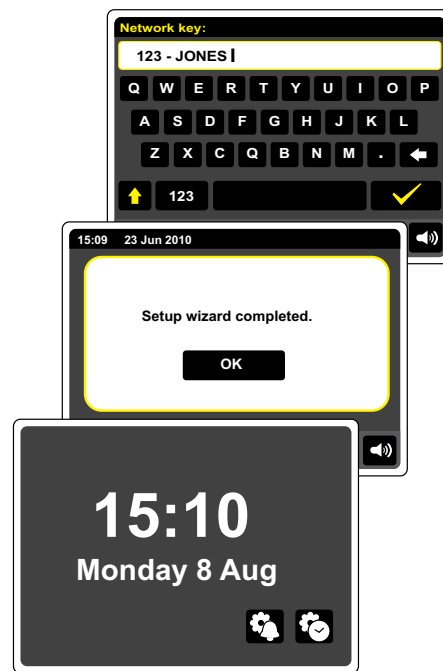 Network key:
123 - JONES
Q W E R T Y U I O P
A S D F G H J K L
Z X C Q B N M .
123
15:09 23 Jun 2010
Setup wizard completed.
OK
15:10
Monday 8 Aug